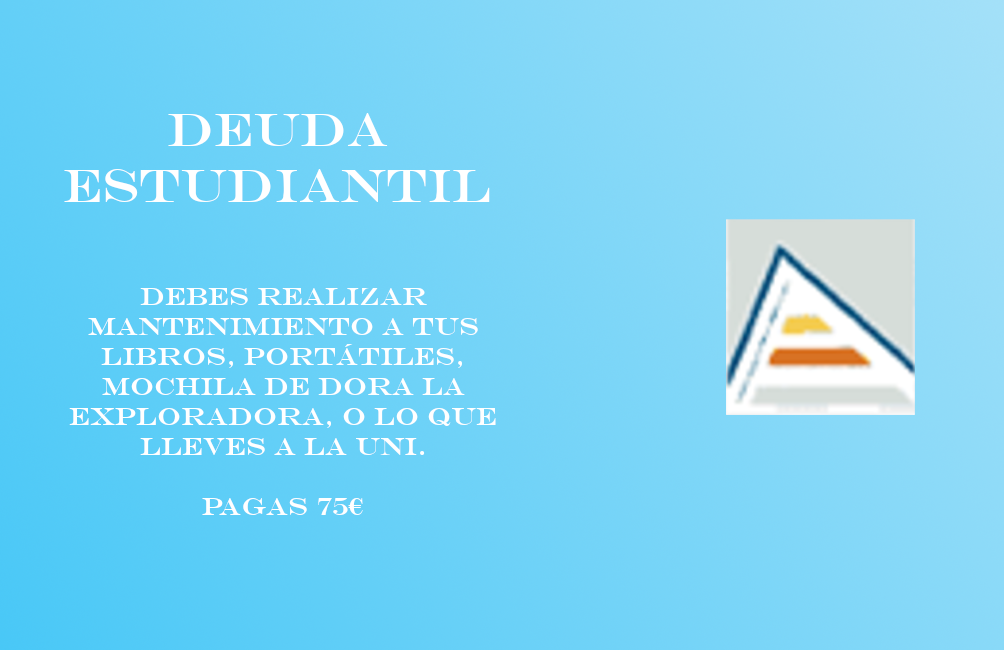 DEUDA
ESTUDIANTIL
DEBES REALIZAR
MANTENIMIENTO A TUS
LIBROS, PORTÁTILES,
MOCHILA DE DORA LA
EXPLORADORA, O LO QUE
LLEVES A LA UNI.
PAGAS 75€